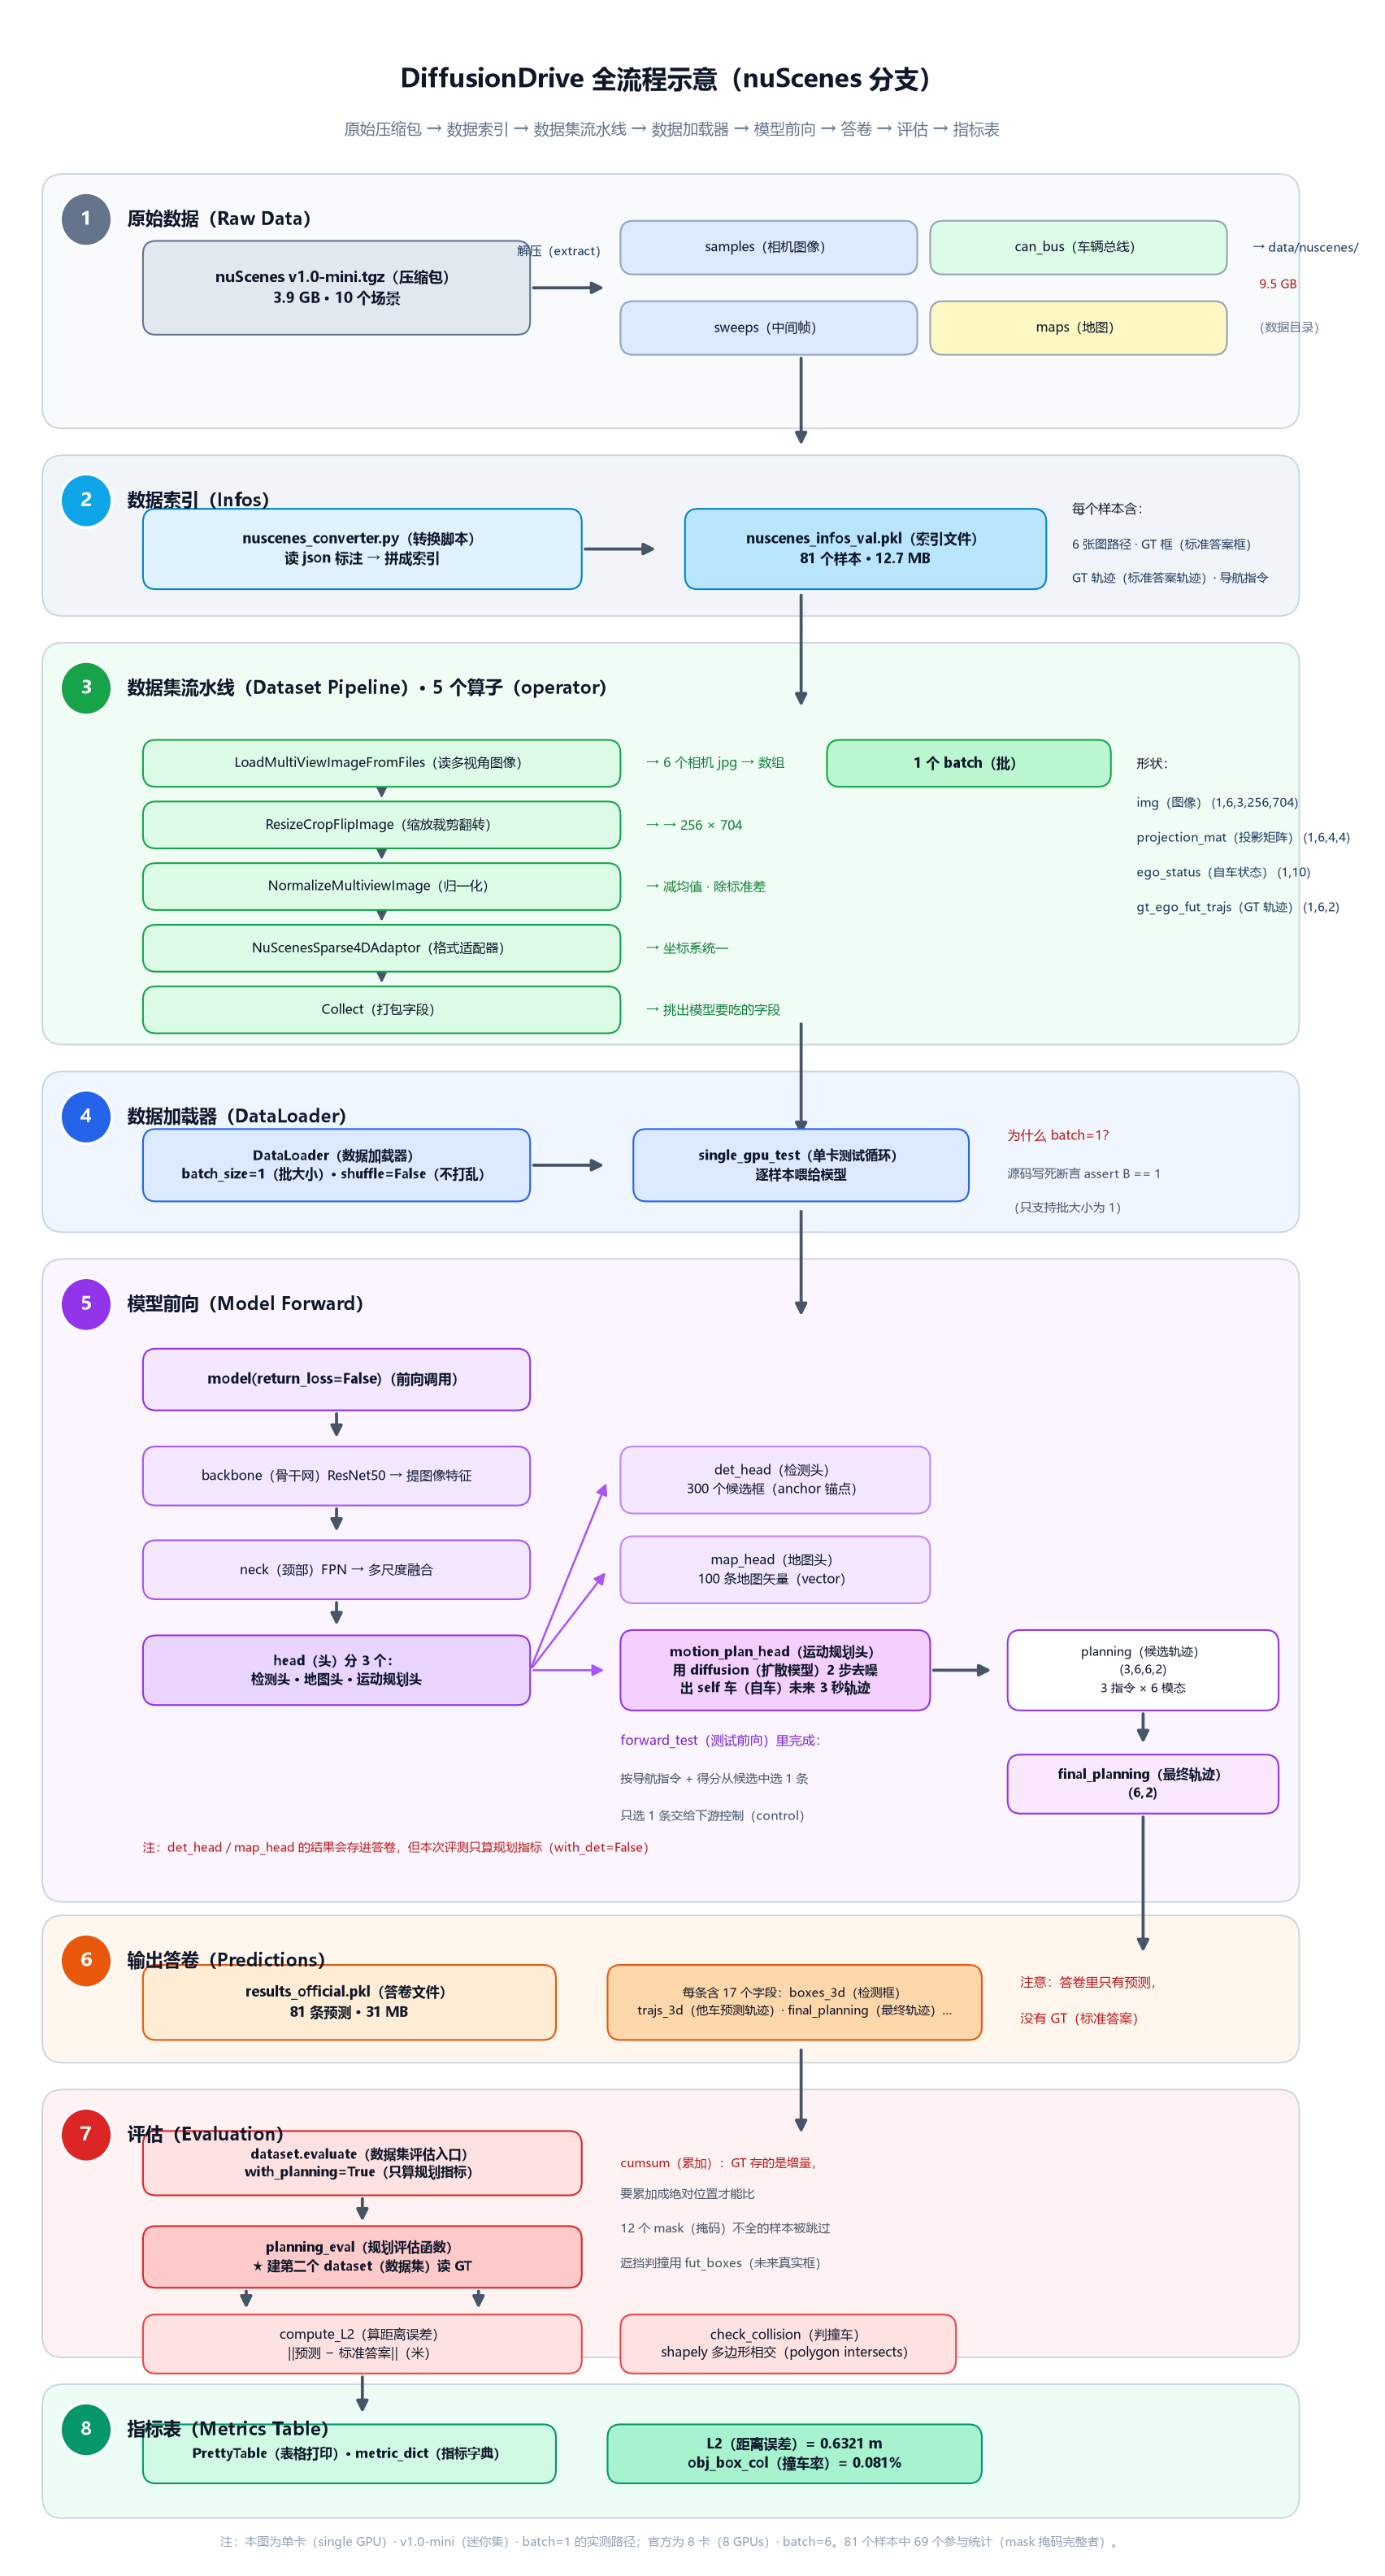 DiffusionDrive 全流程示意（nuScenes 分支）
原始压缩包 → 数据索引 → 数据集流水线 → 数据加载器 → 模型前向 → 答卷 → 评估 → 指标表
1
原始数据（Raw Data）
nuScenes v1.0-mini.tgz（压缩包）
3.9 GB • 10 个场景
解压（extract）
samples（相机图像）
can_bus（车辆总线）
→ data/nuscenes/
9.5 GB
sweeps（中间帧）
maps（地图）
（数据目录）
2
数据索引（Infos）
nuscenes_converter.py（转换脚本）
读 json 标注 → 拼成索引
nuscenes_infos_val.pkl（索引文件）
81 个样本 • 12.7 MB
每个样本含：
6 张图路径 · GT 框（标准答案框）
GT 轨迹（标准答案轨迹）· 导航指令
3
数据集流水线（Dataset Pipeline）• 5 个算子（operator）
LoadMultiViewImageFromFiles（读多视角图像）
→ 6 个相机 jpg → 数组
1 个 batch（批）
形状：
img（图像） (1,6,3,256,704)
ResizeCropFlipImage（缩放裁剪翻转）
→ → 256 × 704
projection_mat（投影矩阵） (1,6,4,4)
NormalizeMultiviewImage（归一化）
→ 减均值 · 除标准差
ego_status（自车状态） (1,10)
gt_ego_fut_trajs（GT 轨迹） (1,6,2)
NuScenesSparse4DAdaptor（格式适配器）
→ 坐标系统一
Collect（打包字段）
→ 挑出模型要吃的字段
4
数据加载器（DataLoader）
DataLoader（数据加载器）
batch_size=1（批大小）• shuffle=False（不打乱）
single_gpu_test（单卡测试循环）
逐样本喂给模型
为什么 batch=1？
源码写死断言 assert B == 1
（只支持批大小为 1）
5
模型前向（Model Forward）
model(return_loss=False)（前向调用）
backbone（骨干网）ResNet50 → 提图像特征
det_head（检测头）
300 个候选框（anchor 锚点）
neck（颈部）FPN → 多尺度融合
map_head（地图头）
100 条地图矢量（vector）
head（头）分 3 个：
检测头 • 地图头 • 运动规划头
motion_plan_head（运动规划头）
用 diffusion（扩散模型）2 步去噪
出 self 车（自车）未来 3 秒轨迹
planning（候选轨迹）
(3,6,6,2)
3 指令 × 6 模态
forward_test（测试前向）里完成：
按导航指令 + 得分从候选中选 1 条
只选 1 条交给下游控制（control）
final_planning（最终轨迹）
(6,2)
注：det_head / map_head 的结果会存进答卷，但本次评测只算规划指标（with_det=False）
6
输出答卷（Predictions）
results_official.pkl（答卷文件）
81 条预测 • 31 MB
每条含 17 个字段：boxes_3d（检测框）
trajs_3d（他车预测轨迹）· final_planning（最终轨迹）...
注意：答卷里只有预测，
没有 GT（标准答案）
7
评估（Evaluation）
dataset.evaluate（数据集评估入口）
with_planning=True（只算规划指标）
cumsum（累加）：GT 存的是增量，
要累加成绝对位置才能比
12 个 mask（掩码）不全的样本被跳过
遮挡判撞用 fut_boxes（未来真实框）
planning_eval（规划评估函数）
★ 建第二个 dataset（数据集）读 GT
compute_L2（算距离误差）
||预测 − 标准答案||（米）
check_collision（判撞车）
shapely 多边形相交（polygon intersects）
8
指标表（Metrics Table）
PrettyTable（表格打印）• metric_dict（指标字典）
L2（距离误差）= 0.6321 m
obj_box_col（撞车率）= 0.081%
注：本图为单卡（single GPU）· v1.0-mini（迷你集）· batch=1 的实测路径；官方为 8 卡（8 GPUs）· batch=6。81 个样本中 69 个参与统计（mask 掩码完整者）。